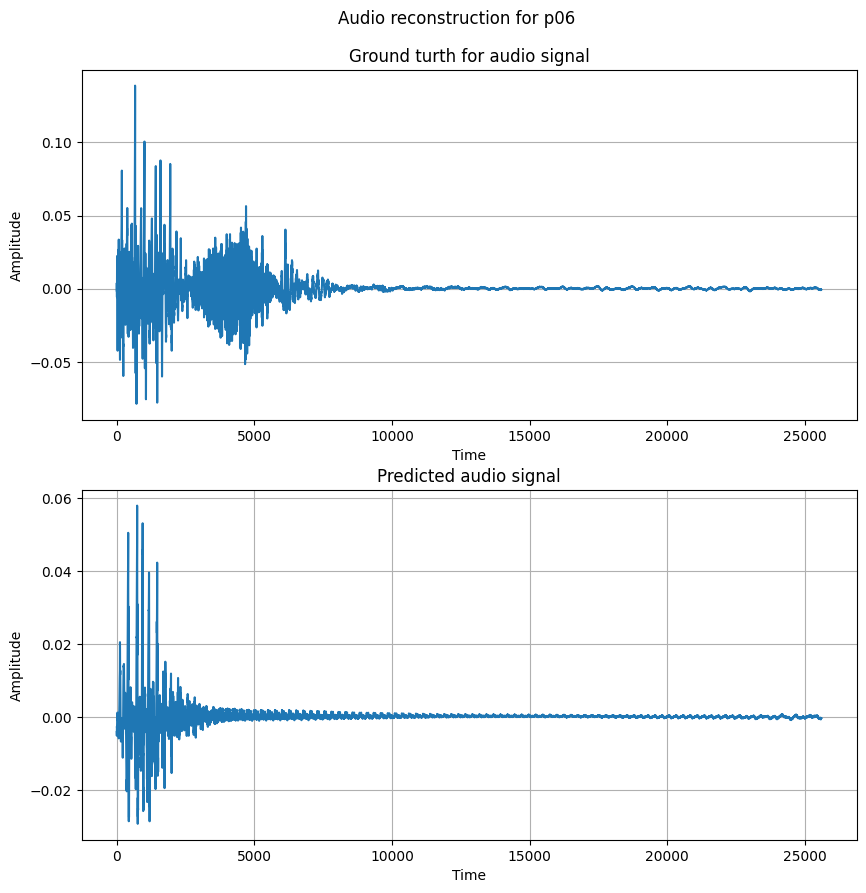 Audio reconstruction for p06
Ground turth for audio signal
0.10
0.05
0.00
−0.05
Amplitude
0 5000 10000 15000 20000 25000
Time
Predicted audio signal
0.06
0.04
0.02
0.00
−0.02
Amplitude
0 5000 10000 15000 20000 25000
Time